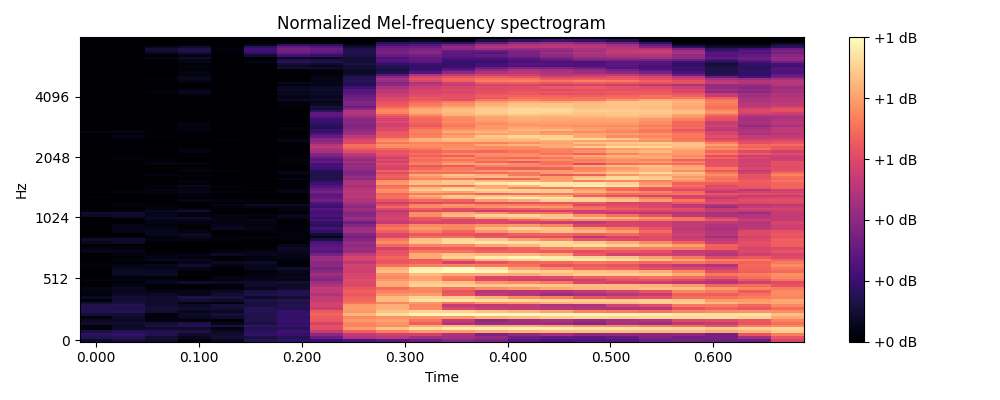 Normalized Mel-frequency spectrogram
Hz
4096
2048
1024
512
0
0.000 0.100 0.200 0.300 0.400 0.500 0.600
Time
+1 dB
+1 dB
+1 dB
+0 dB
+0 dB
+0 dB